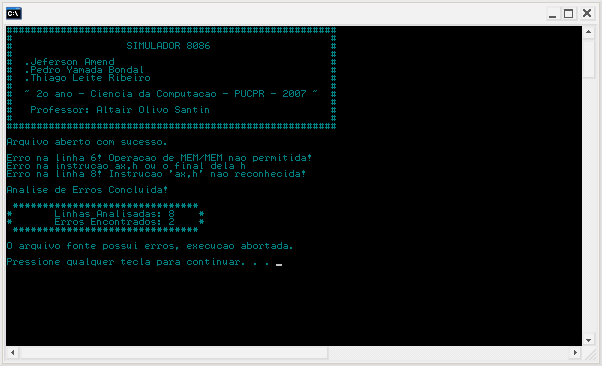 C:\
SIMULADOR 8086
.Jeferson Amend
.Pedro Yamada Bondal
.Thiago Leite Ribeiro
~ 2o ano - Ciencia da Computacao - PUCPR - 2007 ~
Professor: Altair Olivo Santin
Arquivo aberto com sucesso.
Erro na linha 6! Operacao de MEM/MEM nao permitida!
Erro na instrucao ax,h ou o final dela h
Erro na linha 8! Instrucao 'ax,h' nao reconhecida!
Analise de Erros Concluida!
Linhas Analisadas: 8
Erros Encontrados: 2
O arquivo fonte possui erros, execucao abortada.
Pressione qualquer tecla para continuar. . .